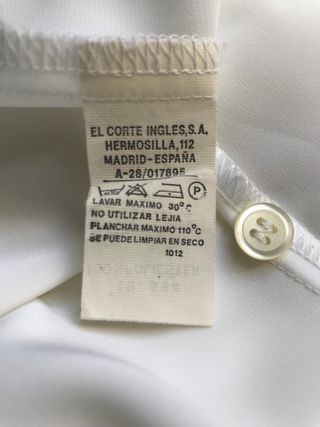 EL CORTE INGLES,S.A.
HERMOSILLA,112
MADRID-ESPAÑA
A-28/017895
P
LAVAR MAXIMO 30°C
NO UTILIZAR LEJIA
PLANCHAR MAXIMO 110°C
SE PUEDE LIMPIAR EN SECO
1012